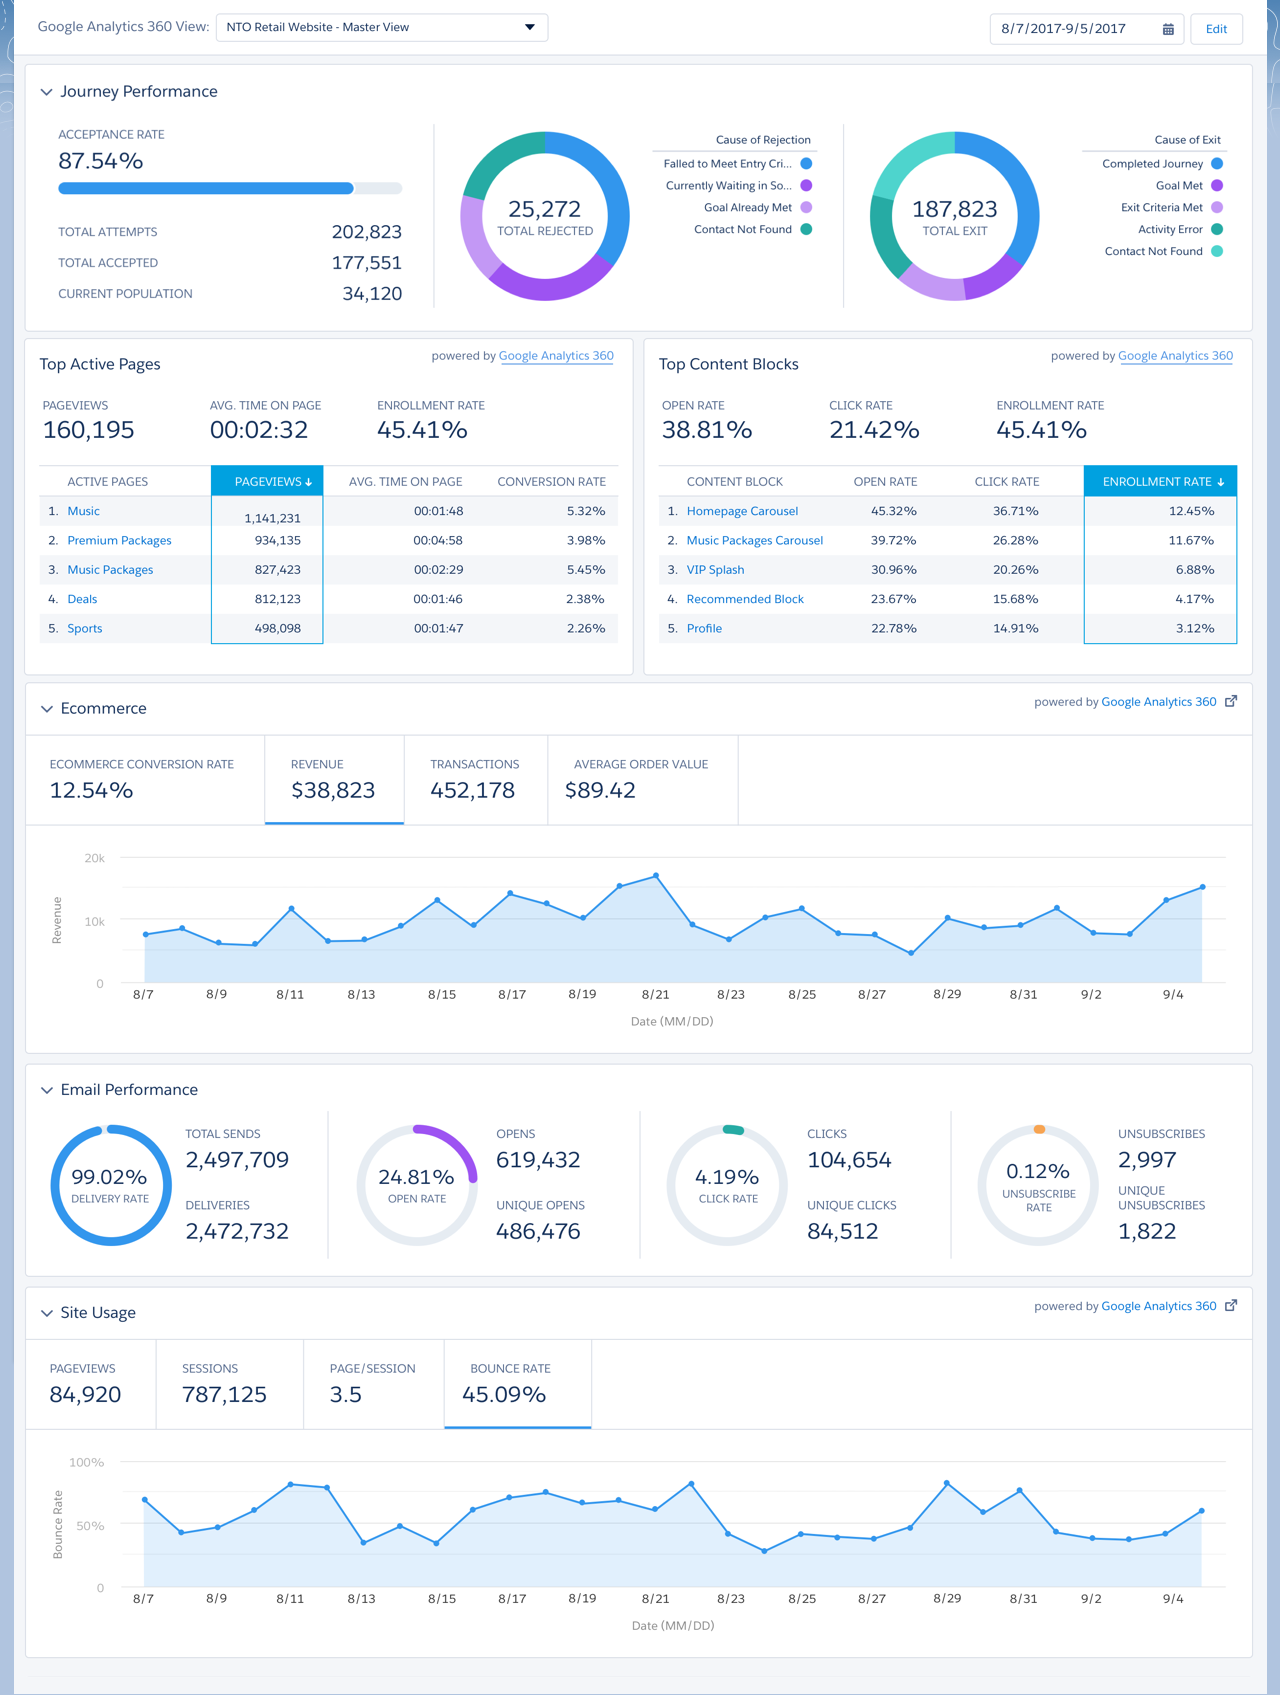 Google Analytics 360 View: NTO Retail Website - Master View 8/7/2017-9/5/2017 Edit
Journey Performance
ACCEPTANCE RATE
87.54%
TOTAL ATTEMPTS 202,823
TOTAL ACCEPTED 177,551
CURRENT POPULATION 34,120
25,272
TOTAL REJECTED
Cause of Rejection
Falled to Meet Entry Cri...
Currently Waiting in So...
Goal Already Met
Contact Not Found
187,823
TOTAL EXIT
Cause of Exit
Completed Journey
Goal Met
Exit Criteria Met
Activity Error
Contact Not Found
Top Active Pages
powered by Google Analytics 360
PAGEVIEWS AVG. TIME ON PAGE ENROLLMENT RATE
160,195 00:02:32 45.41%
ACTIVE PAGES PAGEVIEWS ↓ AVG. TIME ON PAGE CONVERSION RATE
1. Music 1,141,231 00:01:48 5.32%
2. Premium Packages 934,135 00:04:58 3.98%
3. Music Packages 827,423 00:02:29 5.45%
4. Deals 812,123 00:01:46 2.38%
5. Sports 498,098 00:01:47 2.26%
Top Content Blocks
powered by Google Analytics 360
OPEN RATE CLICK RATE ENROLLMENT RATE
38.81% 21.42% 45.41%
CONTENT BLOCK OPEN RATE CLICK RATE ENROLLMENT RATE ↓
1. Homepage Carousel 45.32% 36.71% 12.45%
2. Music Packages Carousel 39.72% 26.28% 11.67%
3. VIP Splash 30.96% 20.26% 6.88%
4. Recommended Block 23.67% 15.68% 4.17%
5. Profile 22.78% 14.91% 3.12%
Ecommerce
powered by Google Analytics 360
ECOMMERCE CONVERSION RATE REVENUE TRANSACTIONS AVERAGE ORDER VALUE
12.54% $38,823 452,178 $89.42
20k
10k
0
Revenue
8/7 8/9 8/11 8/13 8/15 8/17 8/19 8/21 8/23 8/25 8/27 8/29 8/31 9/2 9/4
Date (MM/DD)
Email Performance
99.02%
DELIVERY RATE
TOTAL SENDS
2,497,709
DELIVERIES
2,472,732
24.81%
OPEN RATE
OPENS
619,432
UNIQUE OPENS
486,476
4.19%
CLICK RATE
CLICKS
104,654
UNIQUE CLICKS
84,512
0.12%
UNSUBSCRIBE
RATE
UNSUBSCRIBES
2,997
UNIQUE
UNSUBSCRIBES
1,822
Site Usage
powered by Google Analytics 360
PAGEVIEWS SESSIONS PAGE/SESSION BOUNCE RATE
84,920 787,125 3.5 45.09%
100%
50%
0
Bounce Rate
8/7 8/9 8/11 8/13 8/15 8/17 8/19 8/21 8/23 8/25 8/27 8/29 8/31 9/2 9/4
Date (MM/DD)